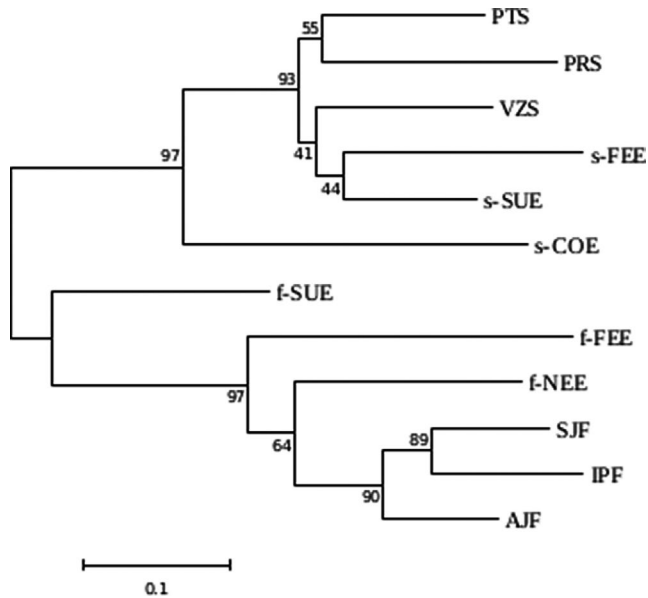 PTS
55
PRS
93
VZS
41
s-FEE
97
44
s-SUE
s-COE
f-SUE
f-FEE
f-NEE
97
SJF
89
64
IPF
90
AJF
0.1